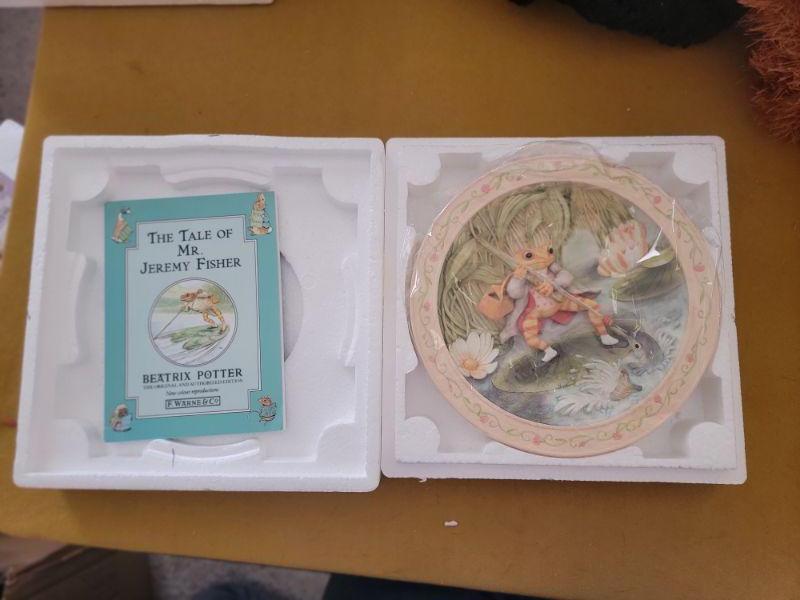 THE TALE OF
MR.
JEREMY FISHER
BEATRIX POTTER
THE ORIGINAL AND AUTHORIZED EDITION
New colour reproductions
F. WARNE & CO